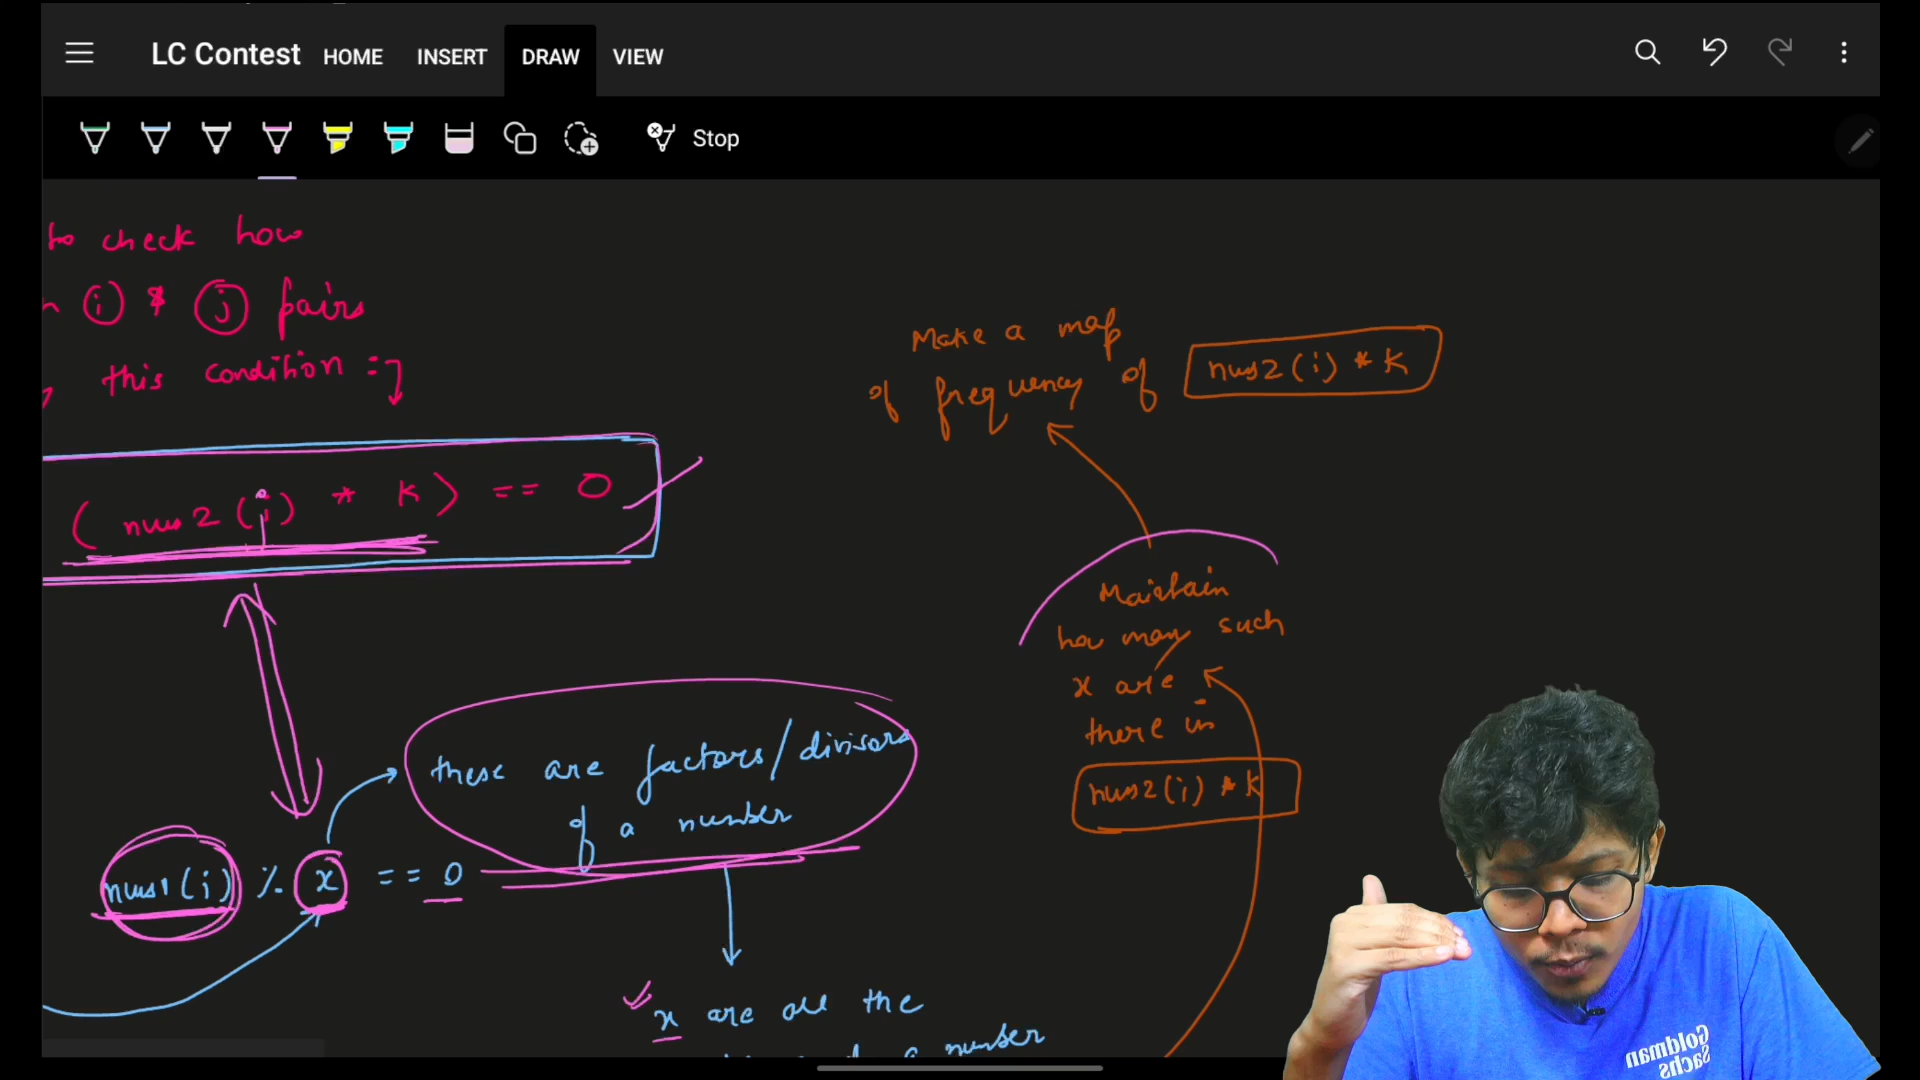 LC Contest HOME INSERT DRAW VIEW
Stop
to check how
i & j pairs
this condition :-
( nums2 (i) * k) == 0
Make a map
of frequency of nums2 (i) * k
Maintain
how many such
x are
there in
nums2 (i) * k
these are factors/divisors
of a number
nums1 (i) % x == 0
x are all the
a number
Goldman
Sachs